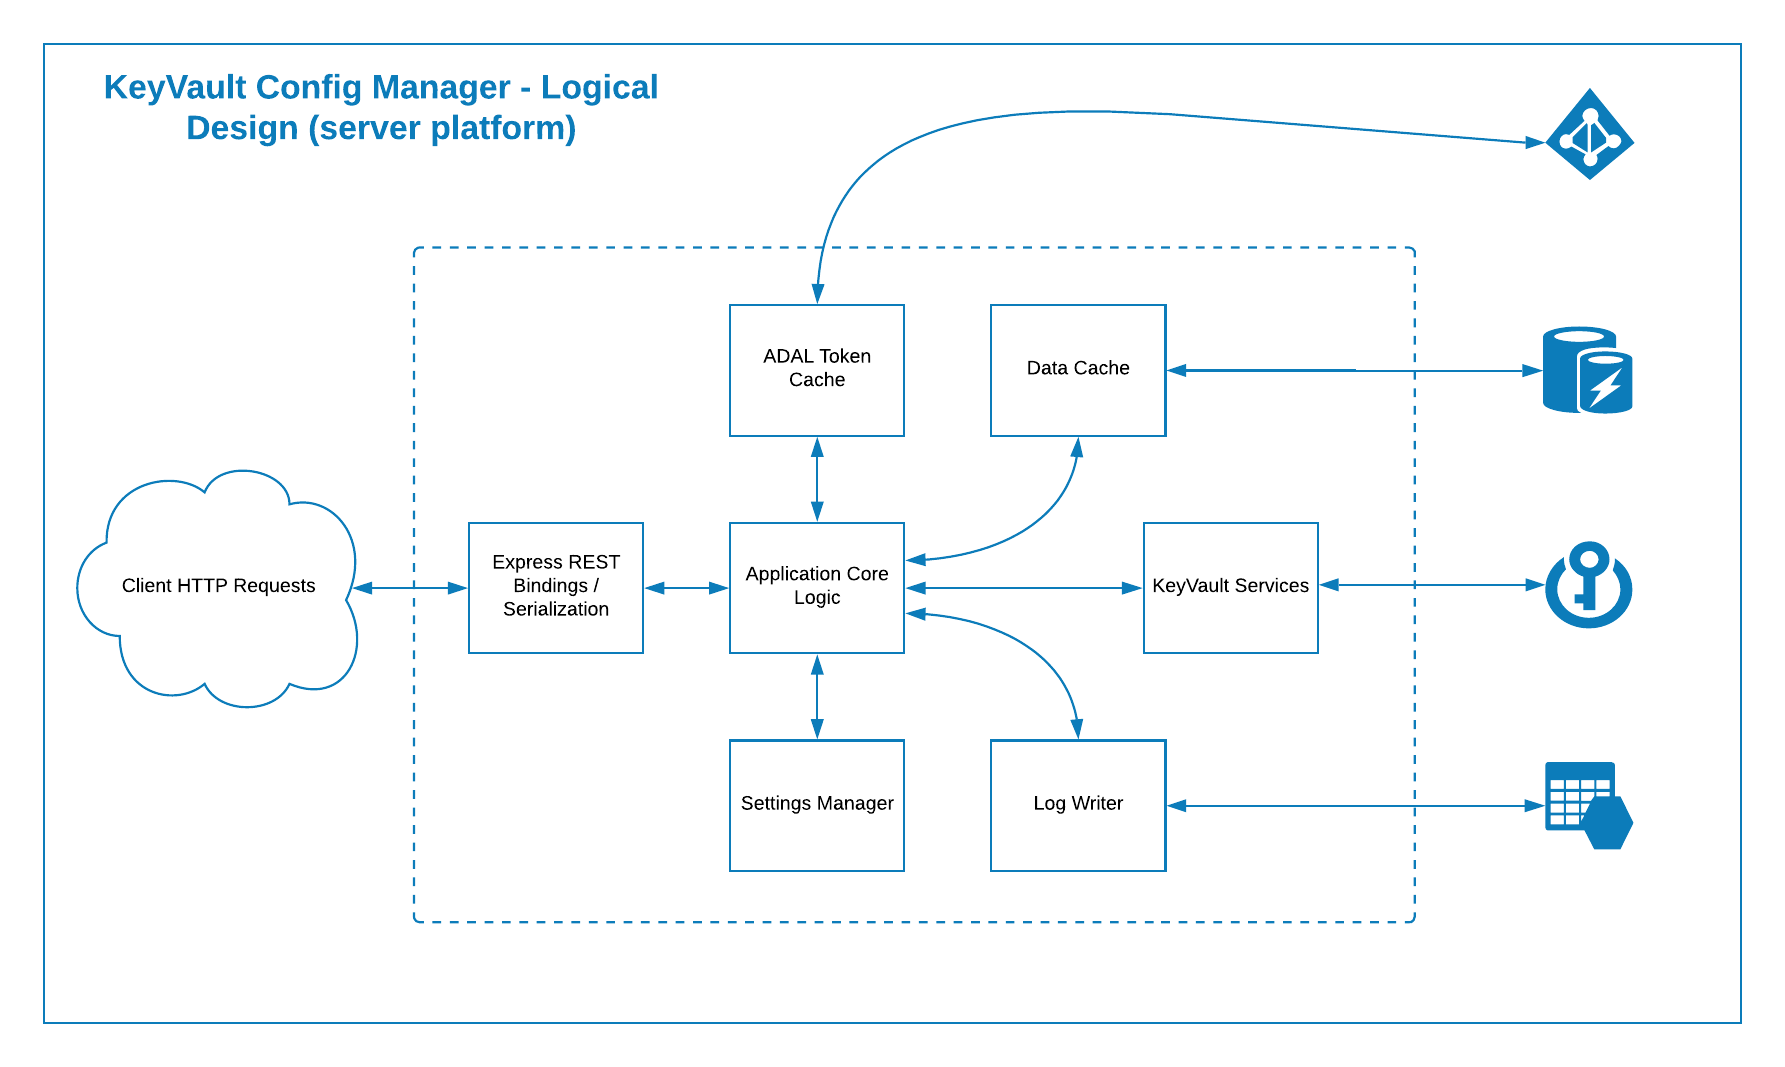 KeyVault Config Manager - Logical
Design (server platform)
ADAL Token
Cache
Data Cache
Client HTTP Requests
Express REST
Bindings /
Serialization
Application Core
Logic
KeyVault Services
Settings Manager
Log Writer